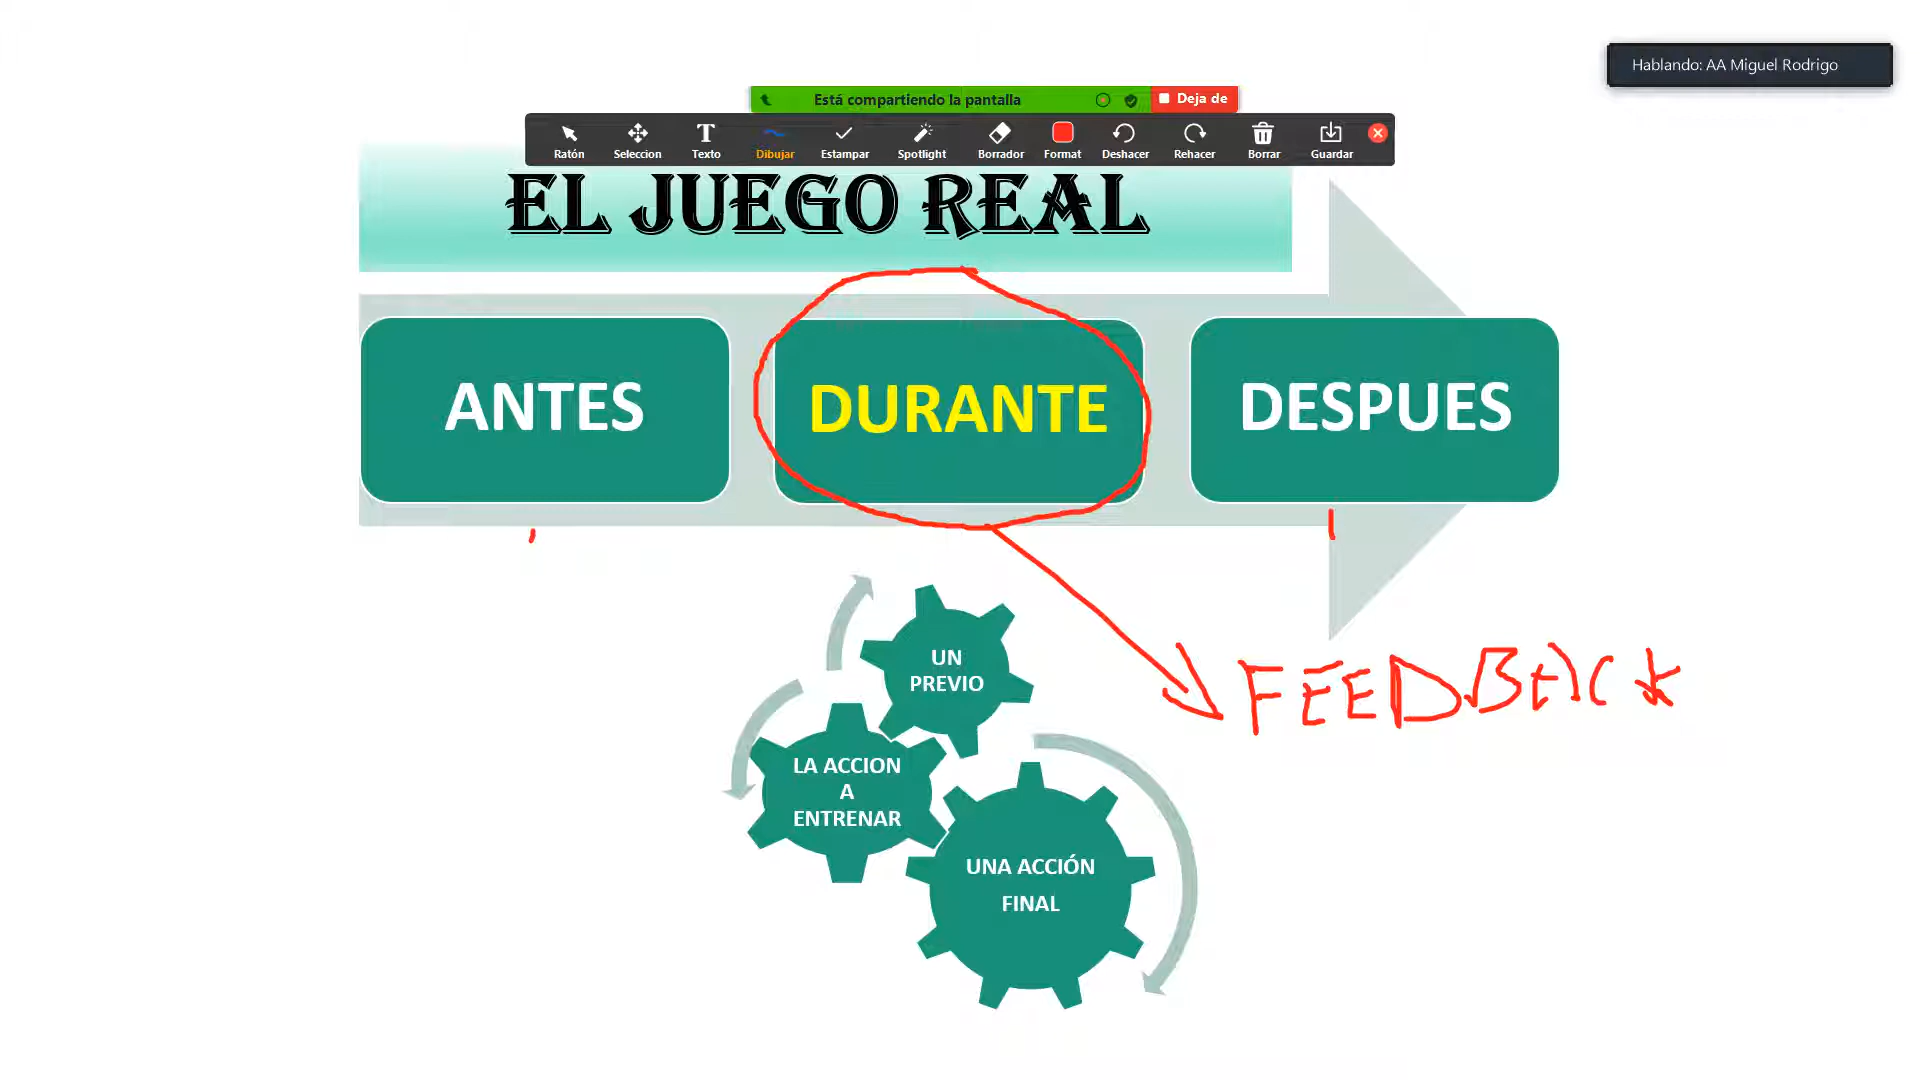 Hablando: AA Miguel Rodrigo
Está compartiendo la pantalla
Deja de
Ratón Seleccion Texto Dibujar Estampar Spotlight Borrador Format Deshacer Rehacer Borrar Guardar
EL JUEGO REAL
ANTES
DURANTE
DESPUES
FEEDBACK
UN
PREVIO
LA ACCION
A
ENTRENAR
UNA ACCIÓN
FINAL